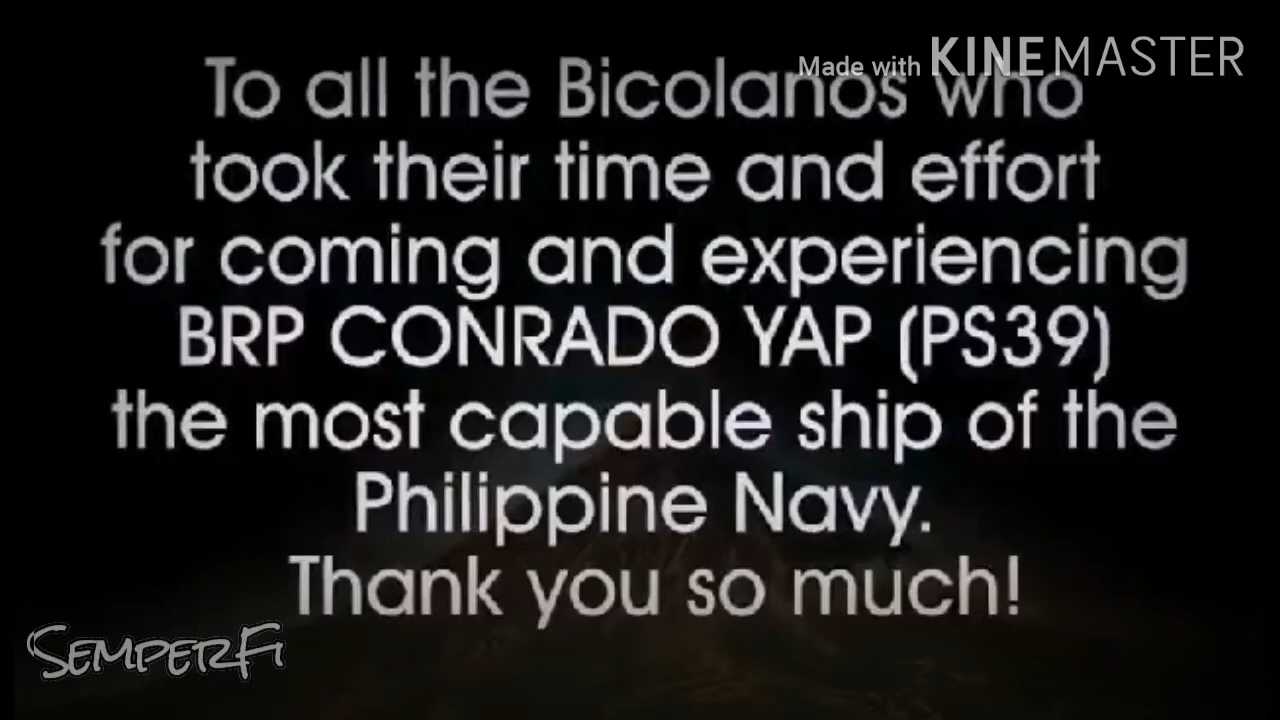 Made with KINEMASTER
To all the Bicolanos who
took their time and effort
for coming and experiencing
BRP CONRADO YAP (PS39)
the most capable ship of the
Philippine Navy.
Thank you so much!
SEMPERFI